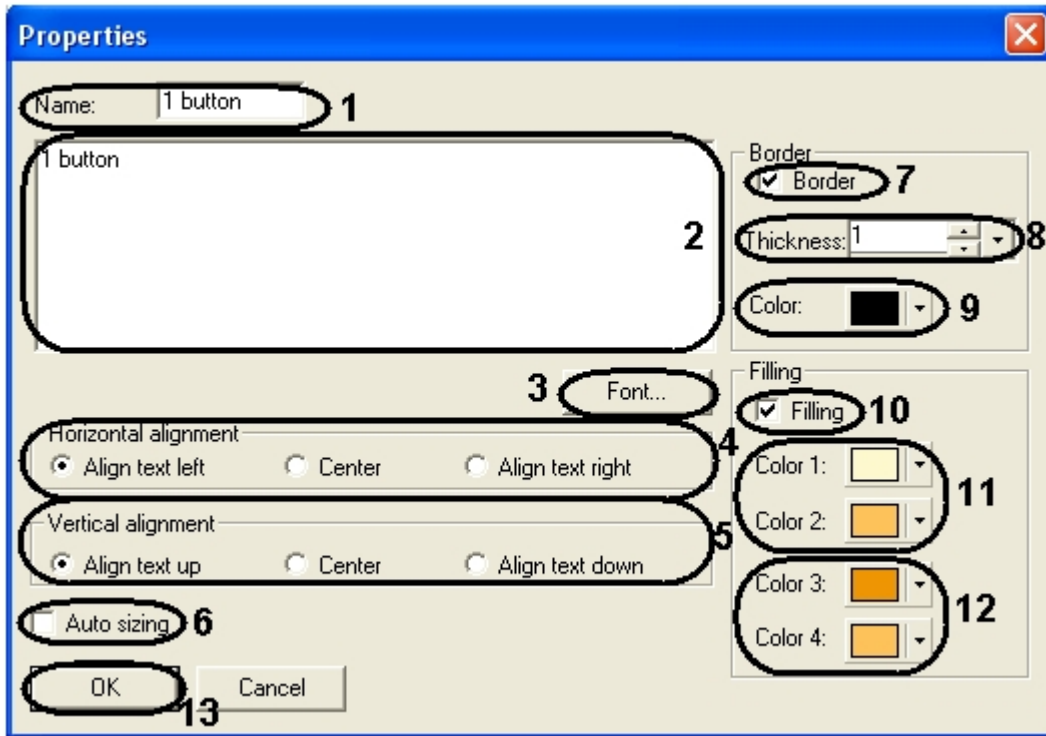 Properties
Name: 1 button 1
1 button
2
Border
Border 7
Thickness: 1 8
Color: 9
3 Font...
Filling
Filling 10
Horizontal alignment 4
Align text left Center Align text right
Color 1:
11
Color 2:
Vertical alignment 5
Align text up Center Align text down
Color 3:
12
Color 4:
Auto sizing 6
OK Cancel
13